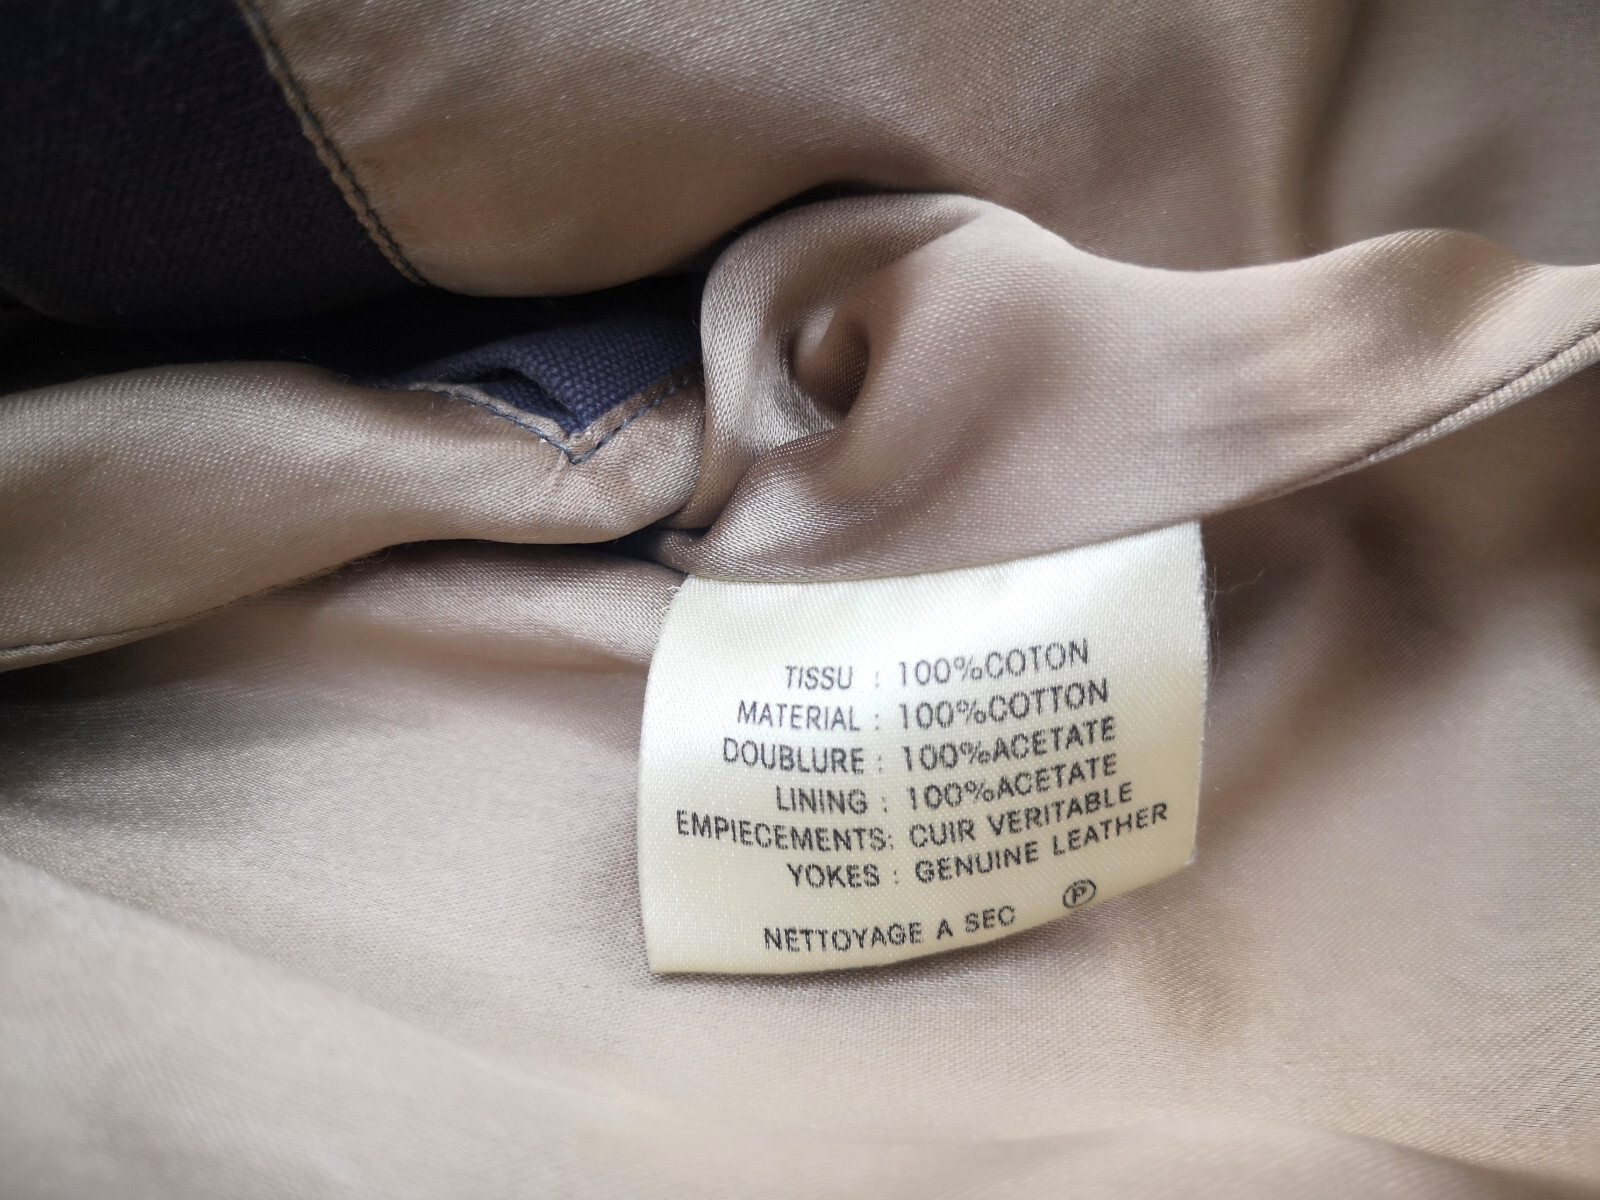 TISSU : 100%COTON
MATERIAL : 100%COTTON
DOUBLURE : 100%ACETATE
LINING : 100%ACETATE
EMPIECEMENTS: CUIR VERITABLE
YOKES : GENUINE LEATHER
NETTOYAGE A SEC Ⓟ